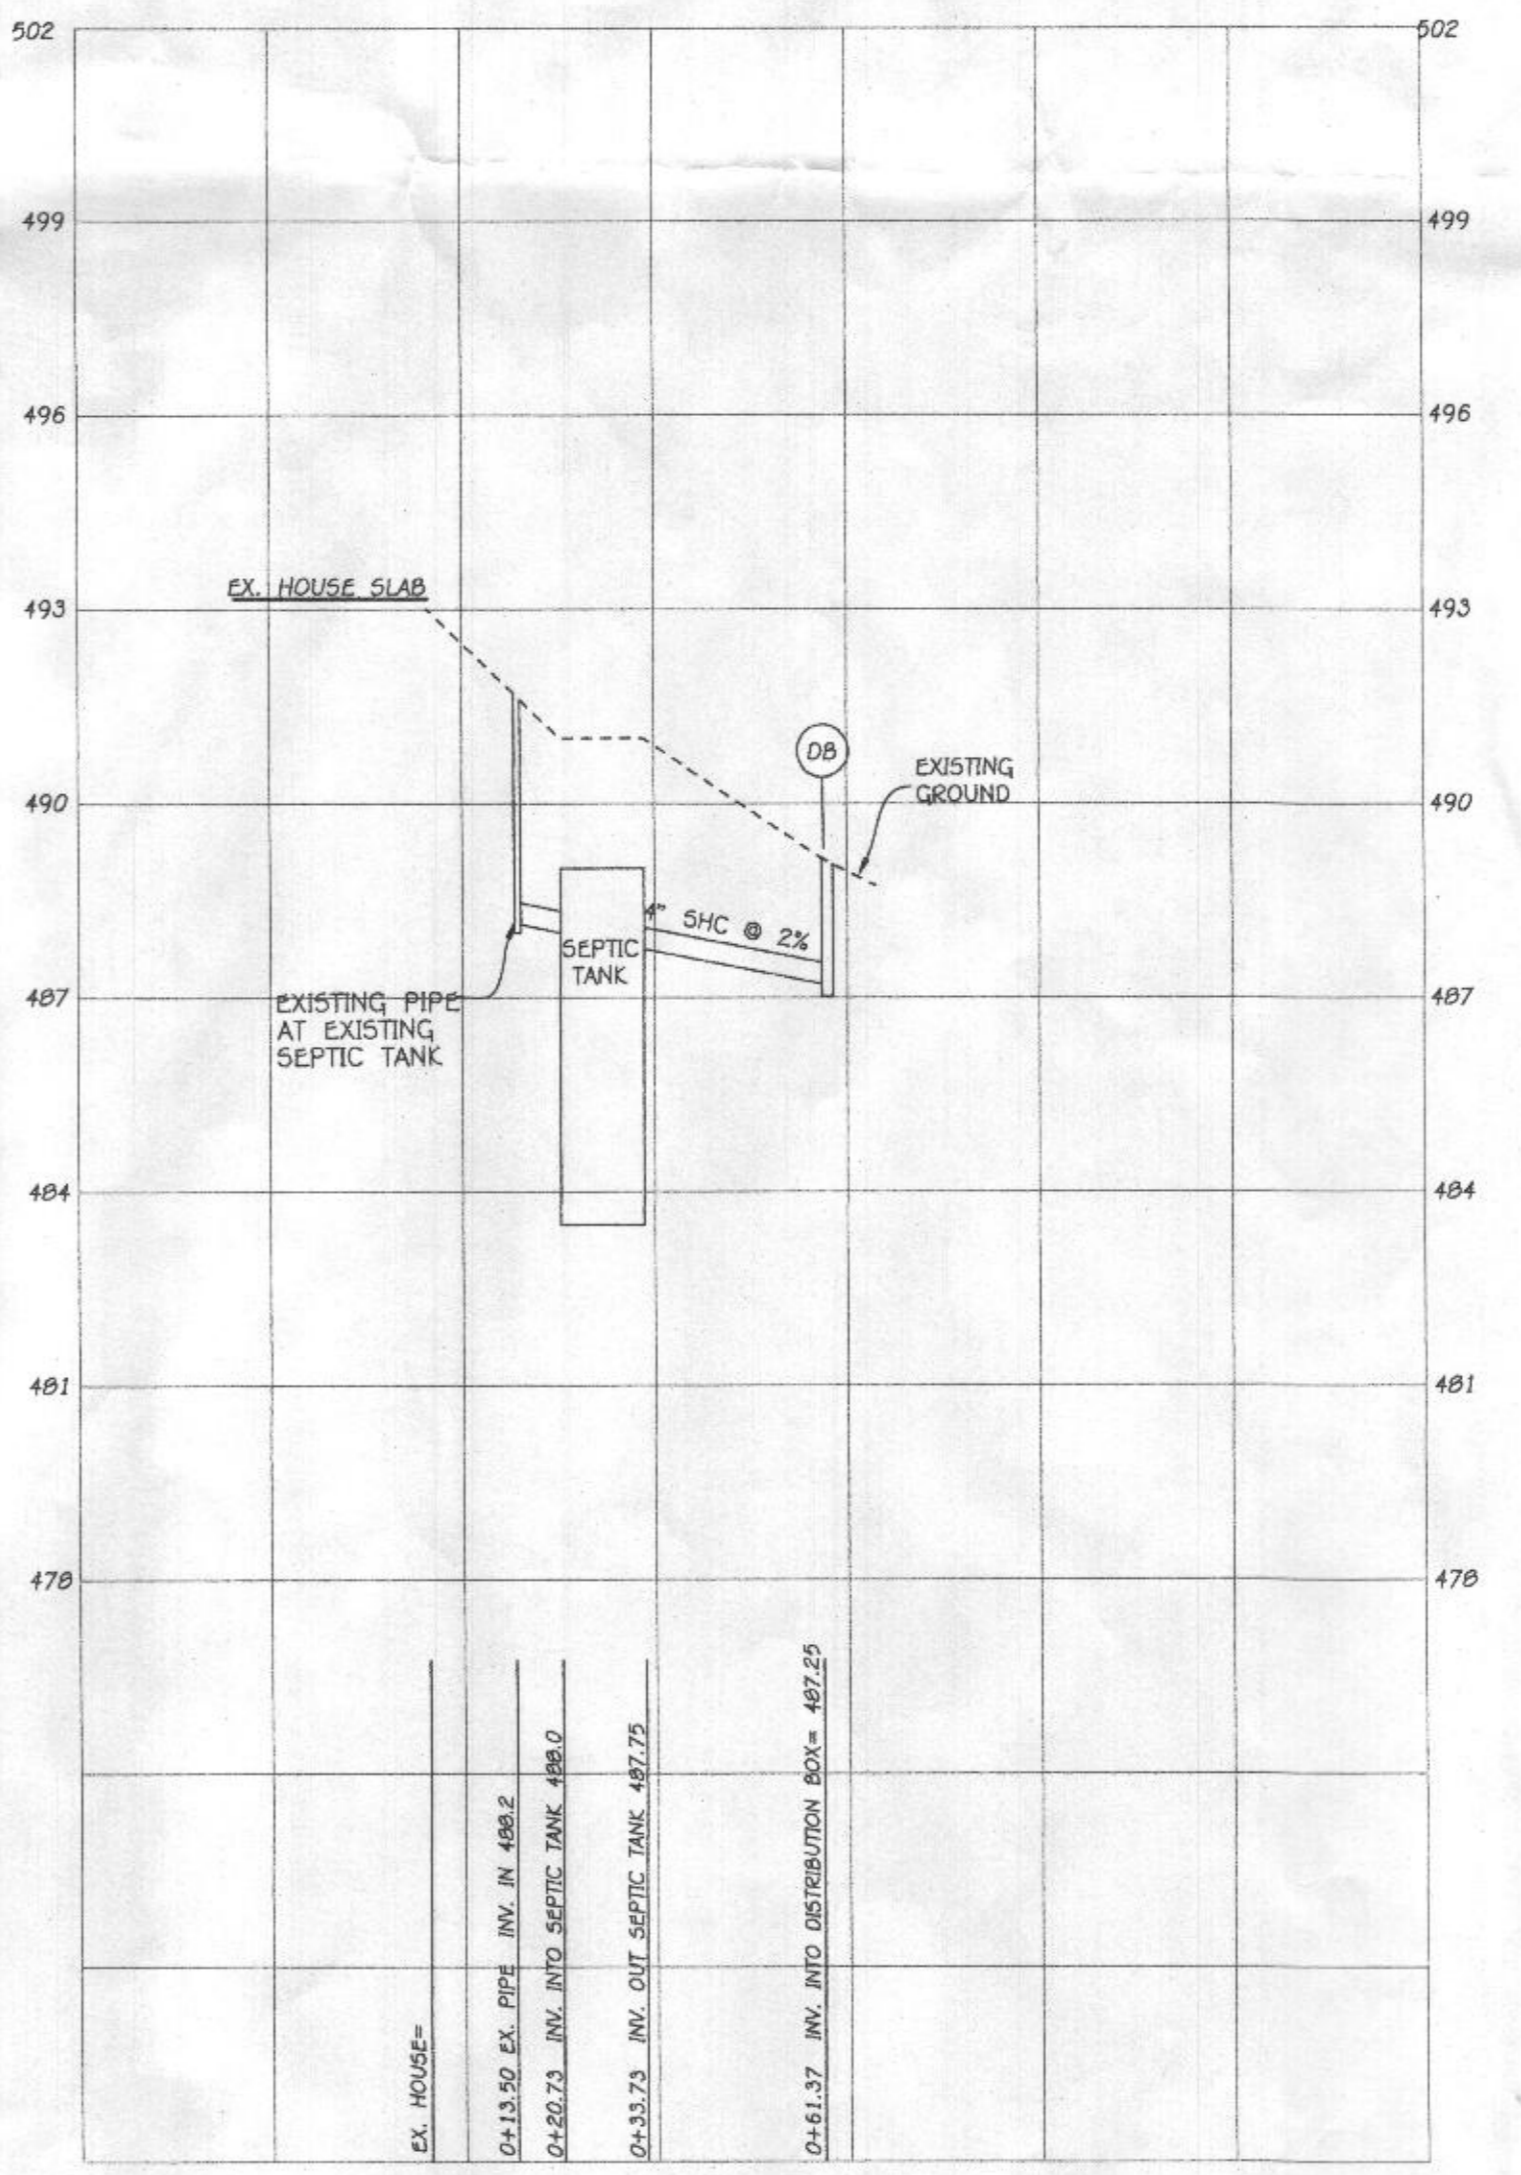 502 502
499 499
496 496
EX. HOUSE SLAB
493 493
DB
EXISTING
GROUND
490 490
4" SHC @ 2%
SEPTIC
TANK
487 487
EXISTING PIPE
AT EXISTING
SEPTIC TANK
484 484
481 481
478 478
EX. HOUSE=
0+13.50 EX. PIPE INV. IN 488.2
0+20.73 INV. INTO SEPTIC TANK 488.0
0+33.73 INV. OUT SEPTIC TANK 487.75
0+61.37 INV. INTO DISTRIBUTION BOX= 487.25